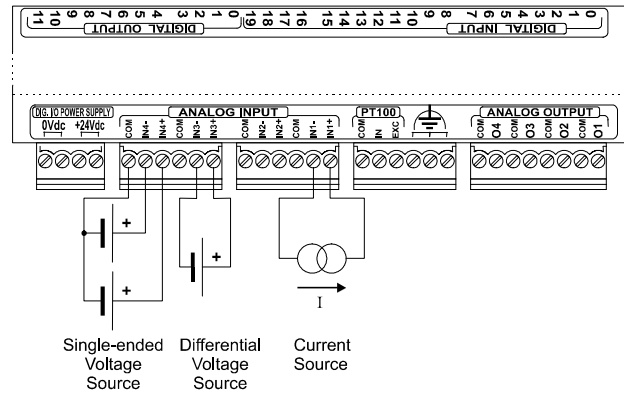 11 10 9 8 7 6 5 4 3 2 1 0 19 18 17 16 15 14 13 12 11 10 9 8 7 6 5 4 3 2 1 0
DIGITAL OUTPUT DIGITAL INPUT
DIG. I/O POWER SUPPLY ANALOG INPUT PT100 ANALOG OUTPUT
0Vdc +24Vdc COM IN4- IN4+ COM IN3- IN3+ COM IN2- IN2+ COM IN1- IN1+ COM IN EXC COM O4 COM O3 COM O2 COM O1
+ +
+
I
Single-ended Voltage Source
Differential Voltage Source
Current Source